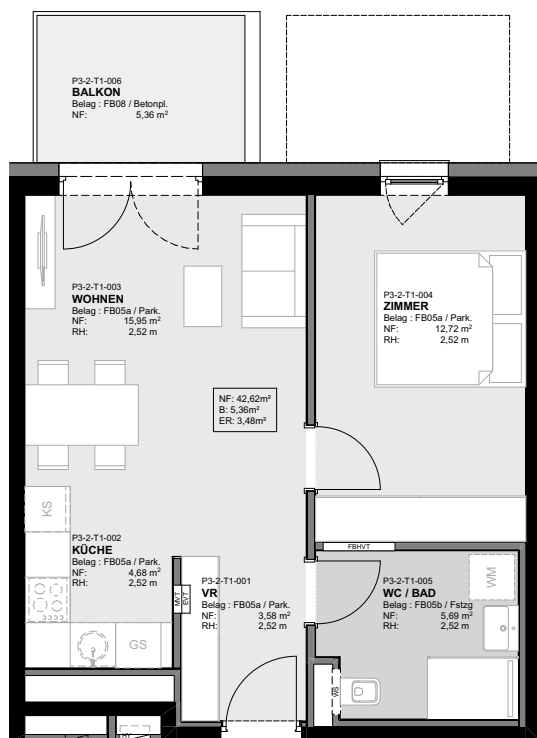 P3-2-T1-006
BALKON
Belag : FB08 / Betonpl.
NF: 5,36 m²
P3-2-T1-003
WOHNEN
Belag : FB05a / Park.
NF: 15,95 m²
RH: 2,52 m
P3-2-T1-004
ZIMMER
Belag : FB05a / Park.
NF: 12,72 m²
RH: 2,52 m
NF: 42,62m²
B: 5,36m²
ER: 3,48m²
KS
P3-2-T1-002
KÜCHE
Belag : FB05a / Park.
NF: 4,68 m²
RH: 2,52 m
GS
MVT
EVT
P3-2-T1-001
VR
Belag : FB05a / Park.
NF: 3,58 m²
RH: 2,52 m
FBHVT
P3-2-T1-005
WC / BAD
Belag : FB05b / Fstzg
NF: 5,69 m²
RH: 2,52 m
WM
WS